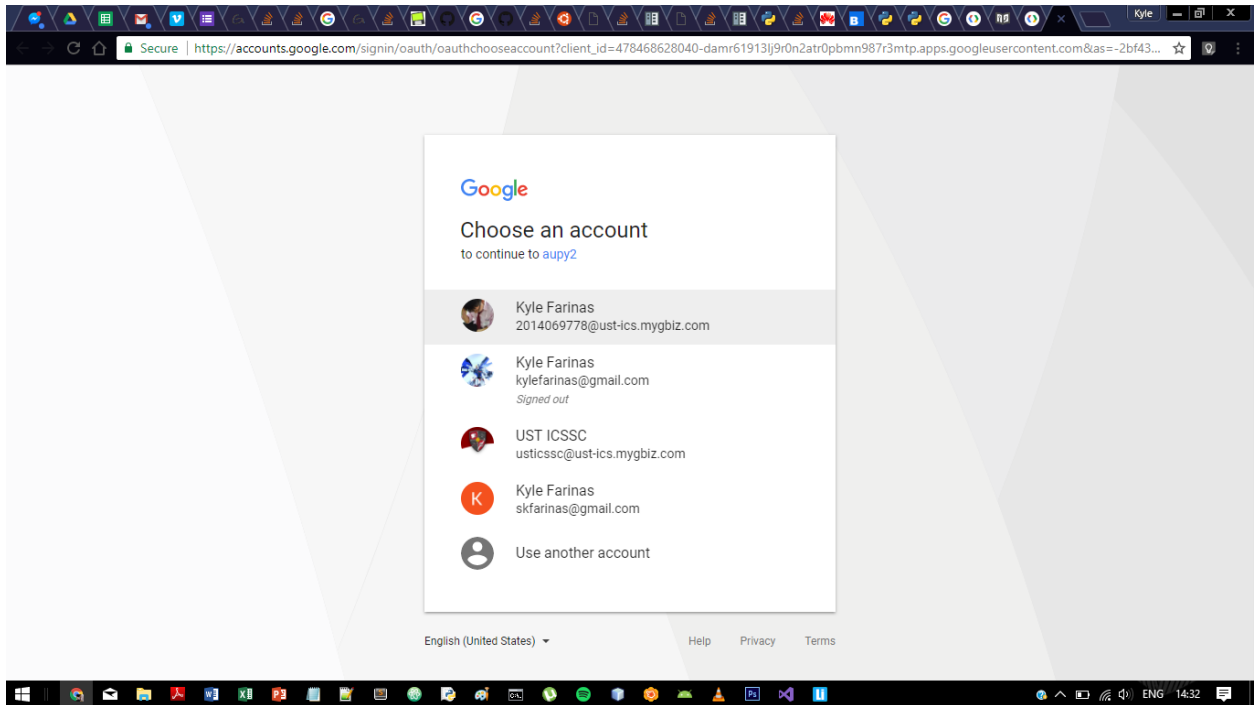 Kyle
Secure https://accounts.google.com/signin/oauth/oauthchooseaccount?client_id=478468628040-damr61913lj9r0n2atr0pbmn987r3mtp.apps.googleusercontent.com&as=-2bf43...
Google
Choose an account
to continue to aupy2
Kyle Farinas
2014069778@ust-ics.mygbiz.com
Kyle Farinas
kylefarinas@gmail.com
Signed out
UST ICSSC
usticssc@ust-ics.mygbiz.com
K
Kyle Farinas
skfarinas@gmail.com
Use another account
English (United States)
Help Privacy Terms
ENG 14:32